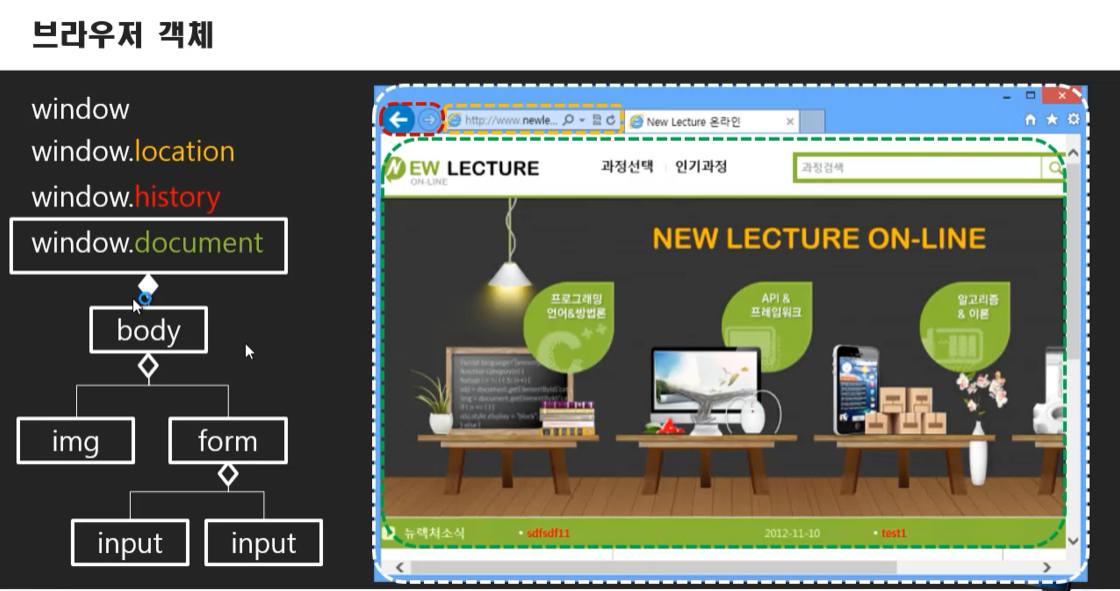 브라우저 객체
window
window.location
window.history
window.document
body
img
form
input
input
http://www.newle...
New Lecture 온라인
NEW LECTURE
ON-LINE
과정선택
인기과정
과정검색
NEW LECTURE ON-LINE
프로그래밍
언어&방법론
C++
API &
프레임워크
알고리즘
& 이론
뉴렉처소식
• sdfsdf11
2012-11-10
• test1